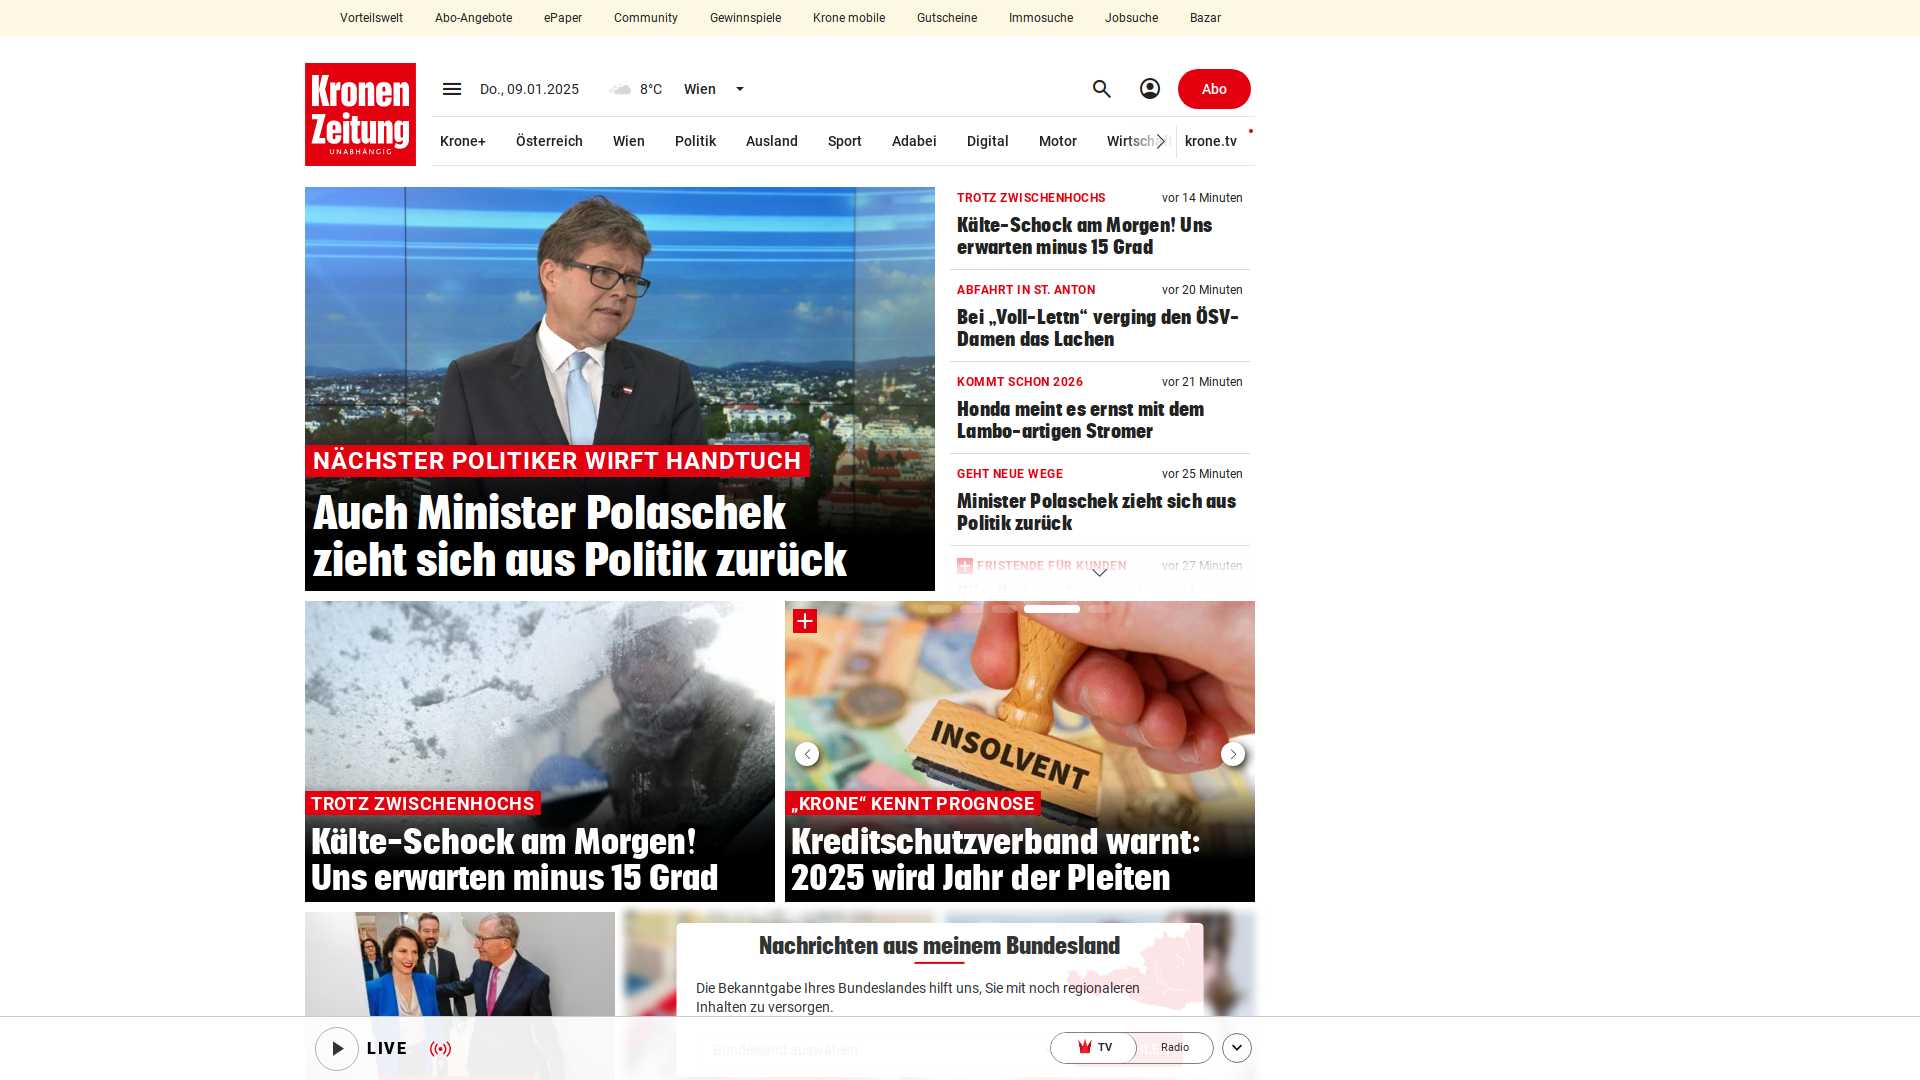 Vorteilswelt Abo-Angebote ePaper Community Gewinnspiele Krone mobile Gutscheine Immosuche Jobsuche Bazar
Kronen
Zeitung
UNABHÄNGIG
Do., 09.01.2025 8°C Wien Abo
Krone+ Österreich Wien Politik Ausland Sport Adabei Digital Motor Wirtschaft krone.tv
NÄCHSTER POLITIKER WIRFT HANDTUCH
Auch Minister Polaschek
zieht sich aus Politik zurück
TROTZ ZWISCHENHOCHS vor 14 Minuten
Kälte-Schock am Morgen! Uns
erwarten minus 15 Grad
ABFAHRT IN ST. ANTON vor 20 Minuten
Bei „Voll-Lettn“ verging den ÖSV-
Damen das Lachen
KOMMT SCHON 2026 vor 21 Minuten
Honda meint es ernst mit dem
Lambo-artigen Stromer
GEHT NEUE WEGE vor 25 Minuten
Minister Polaschek zieht sich aus
Politik zurück
FRISTENDE FÜR KUNDEN vor 27 Minuten
TROTZ ZWISCHENHOCHS
Kälte-Schock am Morgen!
Uns erwarten minus 15 Grad
INSOLVENT
„KRONE“ KENNT PROGNOSE
Kreditschutzverband warnt:
2025 wird Jahr der Pleiten
Nachrichten aus meinem Bundesland
Die Bekanntgabe Ihres Bundeslandes hilft uns, Sie mit noch regionaleren
Inhalten zu versorgen.
Bundesland auswählen
LIVE TV Radio